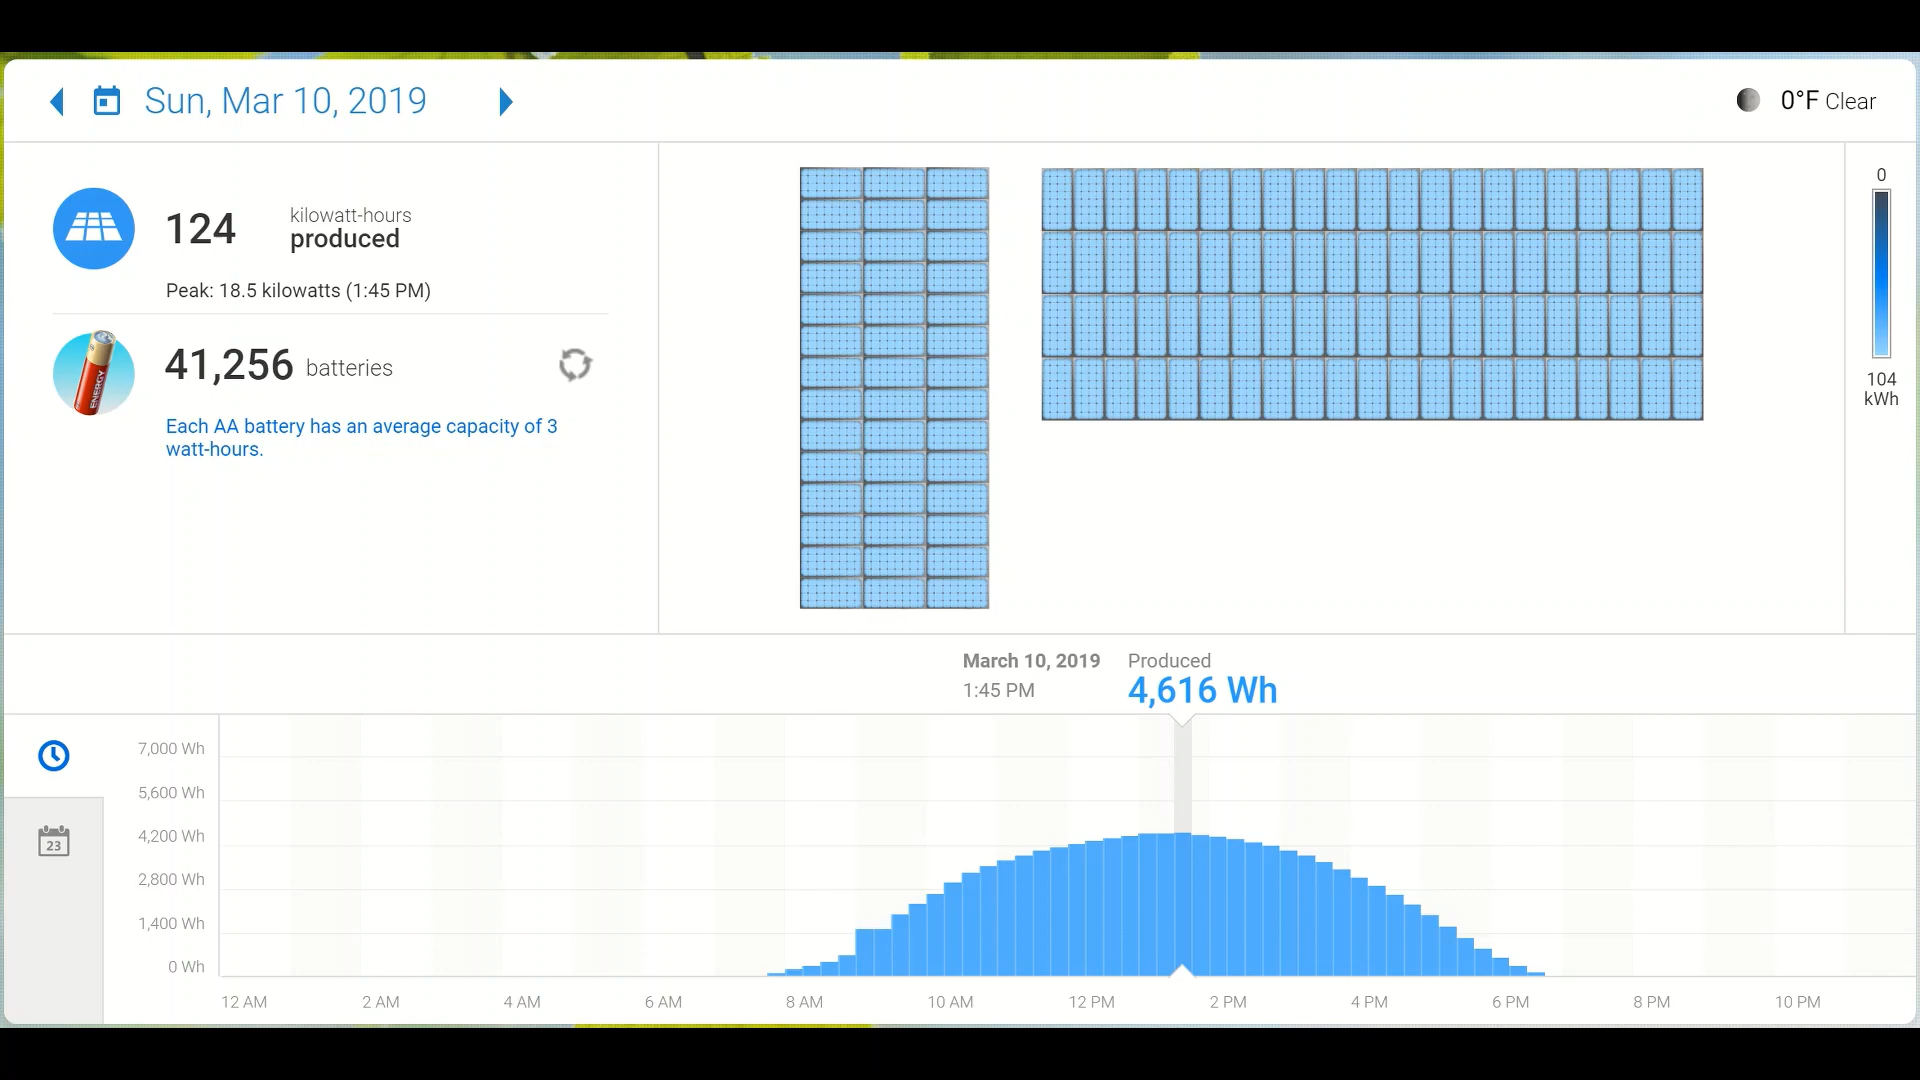 Sun, Mar 10, 2019
0°F Clear
124 kilowatt-hours
produced
Peak: 18.5 kilowatts (1:45 PM)
ENERGY
41,256 batteries
Each AA battery has an average capacity of 3
watt-hours.
0
104
kWh
March 10, 2019 Produced
1:45 PM 4,616 Wh
7,000 Wh
5,600 Wh
4,200 Wh
23
2,800 Wh
1,400 Wh
0 Wh
12 AM 2 AM 4 AM 6 AM 8 AM 10 AM 12 PM 2 PM 4 PM 6 PM 8 PM 10 PM